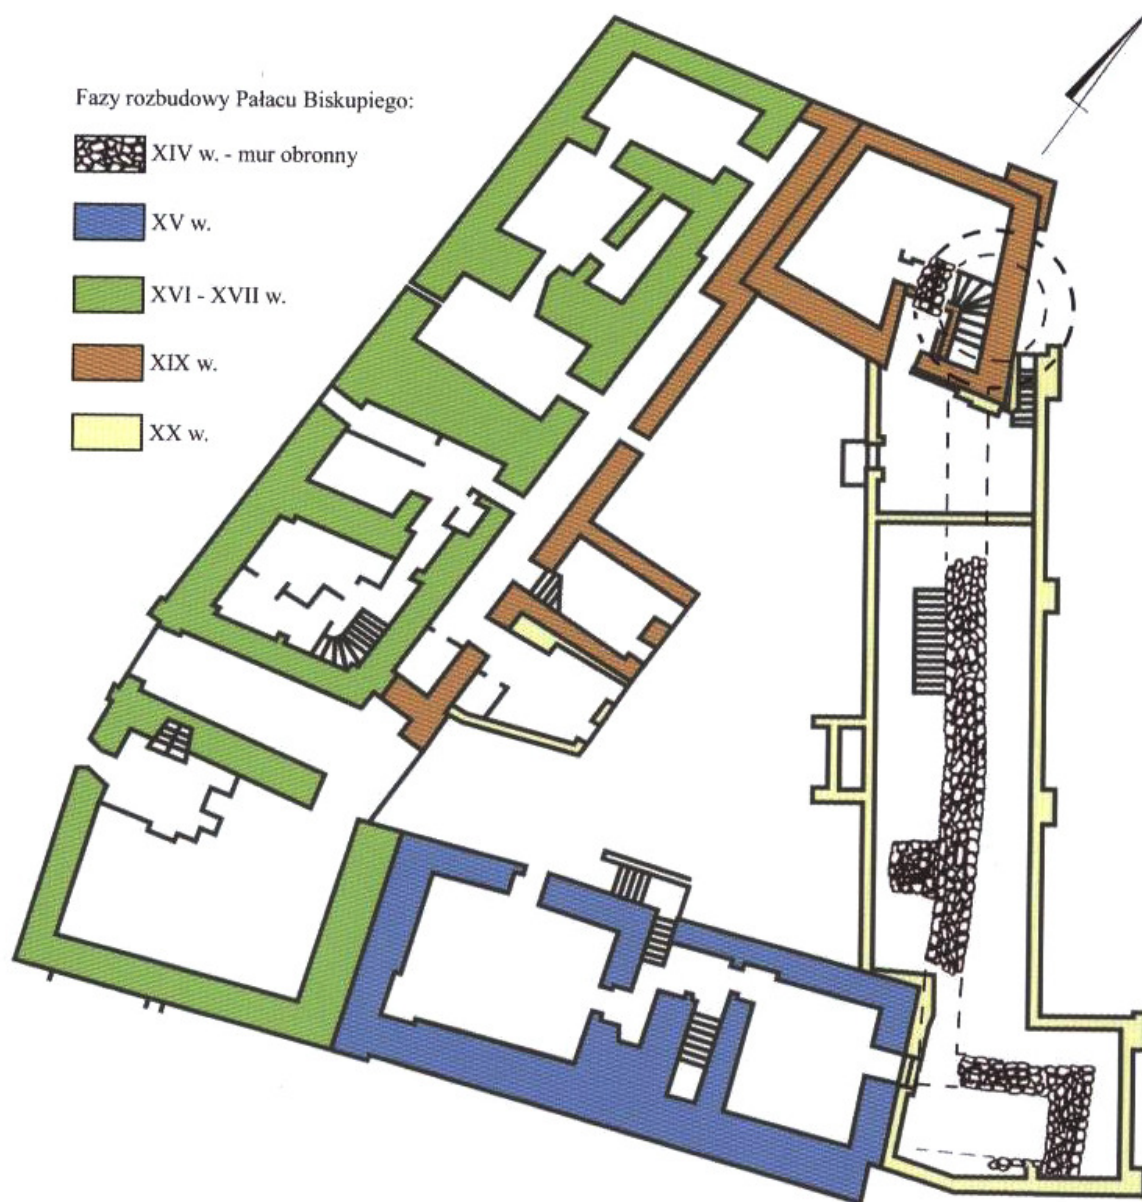 Fazy rozbudowy Pałacu Biskupiego:
XIV w. - mur obronny
XV w.
XVI - XVII w.
XIX w.
XX w.